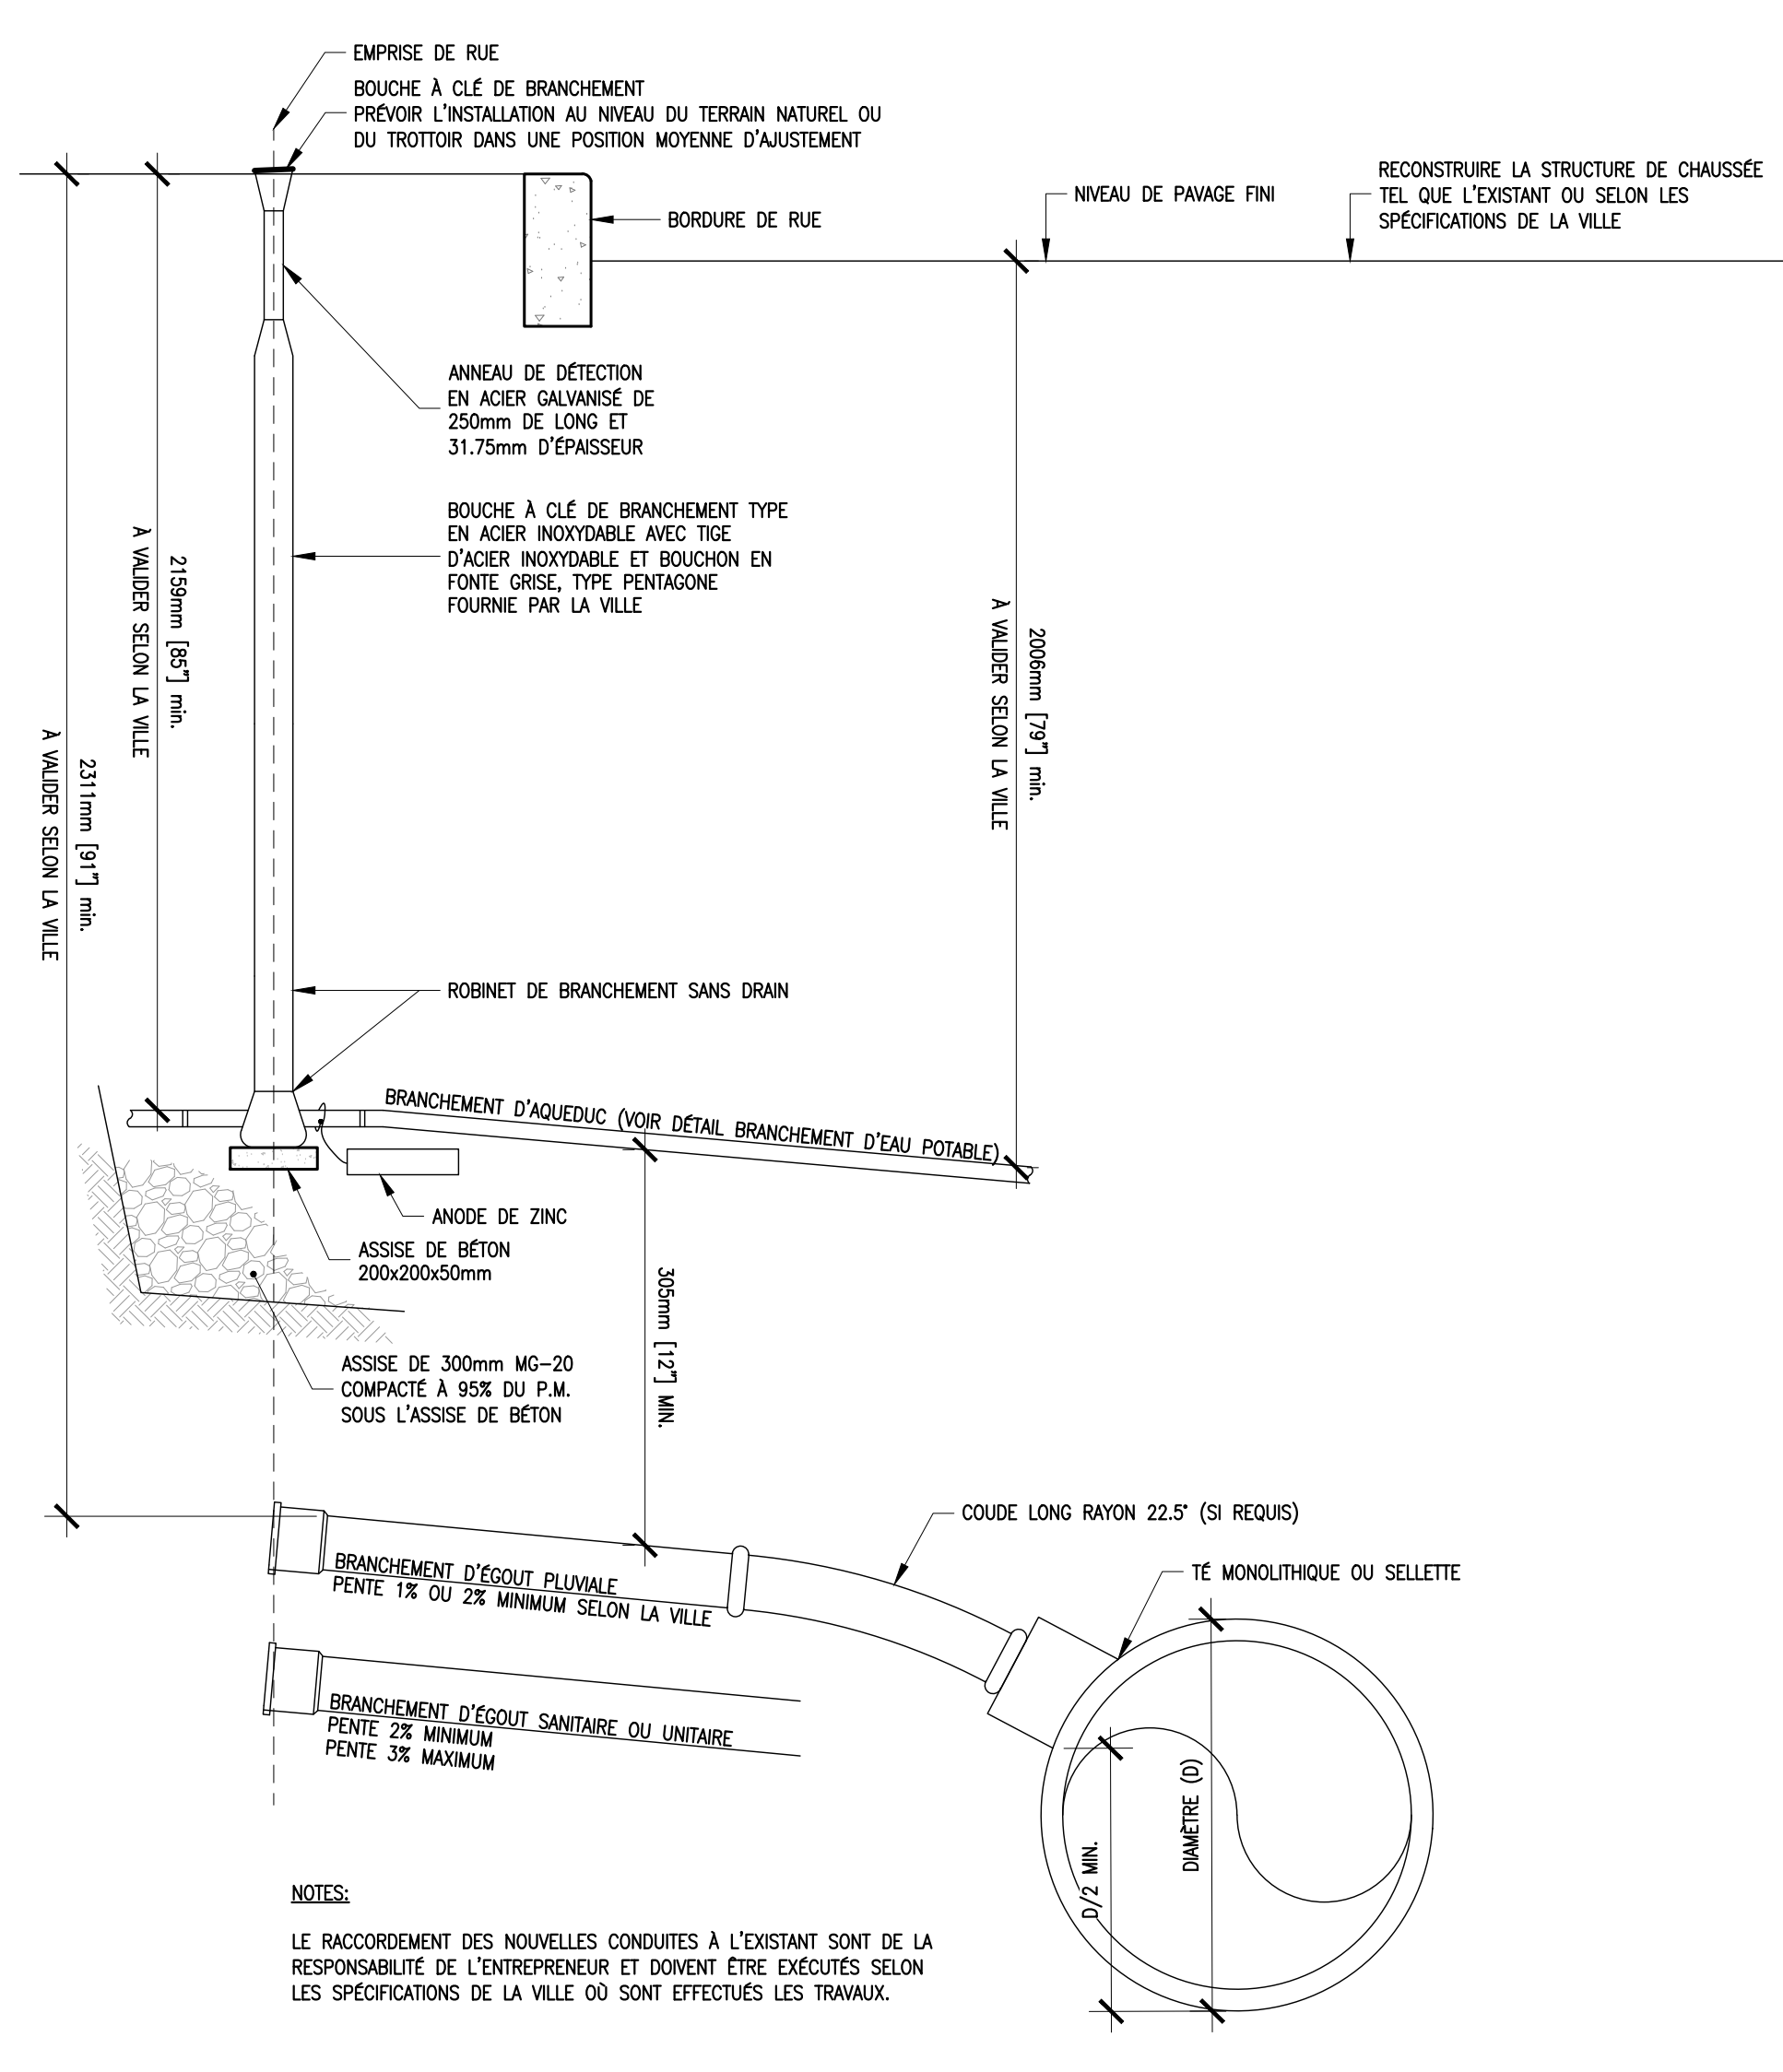 EMPRISE DE RUE
BOUCHE À CLÉ DE BRANCHEMENT
PRÉVOIR L'INSTALLATION AU NIVEAU DU TERRAIN NATUREL OU
DU TROTTOIR DANS UNE POSITION MOYENNE D'AJUSTEMENT
BORDURE DE RUE
NIVEAU DE PAVAGE FINI
RECONSTRUIRE LA STRUCTURE DE CHAUSSÉE
TEL QUE L'EXISTANT OU SELON LES
SPÉCIFICATIONS DE LA VILLE
ANNEAU DE DÉTECTION
EN ACIER GALVANISÉ DE
250mm DE LONG ET
31.75mm D'ÉPAISSEUR
BOUCHE À CLÉ DE BRANCHEMENT TYPE
EN ACIER INOXYDABLE AVEC TIGE
D'ACIER INOXYDABLE ET BOUCHON EN
FONTE GRISE, TYPE PENTAGONE
FOURNIE PAR LA VILLE
2159mm [85"] min.
À VALIDER SELON LA VILLE
2311mm [91"] min.
À VALIDER SELON LA VILLE
2006mm [79"] min.
À VALIDER SELON LA VILLE
ROBINET DE BRANCHEMENT SANS DRAIN
BRANCHEMENT D'AQUEDUC (VOIR DÉTAIL BRANCHEMENT D'EAU POTABLE)
ANODE DE ZINC
ASSISE DE BÉTON
200x200x50mm
305mm [12"] MIN.
ASSISE DE 300mm MG-20
COMPACTÉ À 95% DU P.M.
SOUS L'ASSISE DE BÉTON
COUDE LONG RAYON 22.5° (SI REQUIS)
TÉ MONOLITHIQUE OU SELLETTE
BRANCHEMENT D'ÉGOUT PLUVIALE
PENTE 1% OU 2% MINIMUM SELON LA VILLE
BRANCHEMENT D'ÉGOUT SANITAIRE OU UNITAIRE
PENTE 2% MINIMUM
PENTE 3% MAXIMUM
DIAMÈTRE (D)
D/2 MIN.
NOTES:
LE RACCORDEMENT DES NOUVELLES CONDUITES À L'EXISTANT SONT DE LA
RESPONSABILITÉ DE L'ENTREPRENEUR ET DOIVENT ÊTRE EXÉCUTÉS SELON
LES SPÉCIFICATIONS DE LA VILLE OÙ SONT EFFECTUÉS LES TRAVAUX.